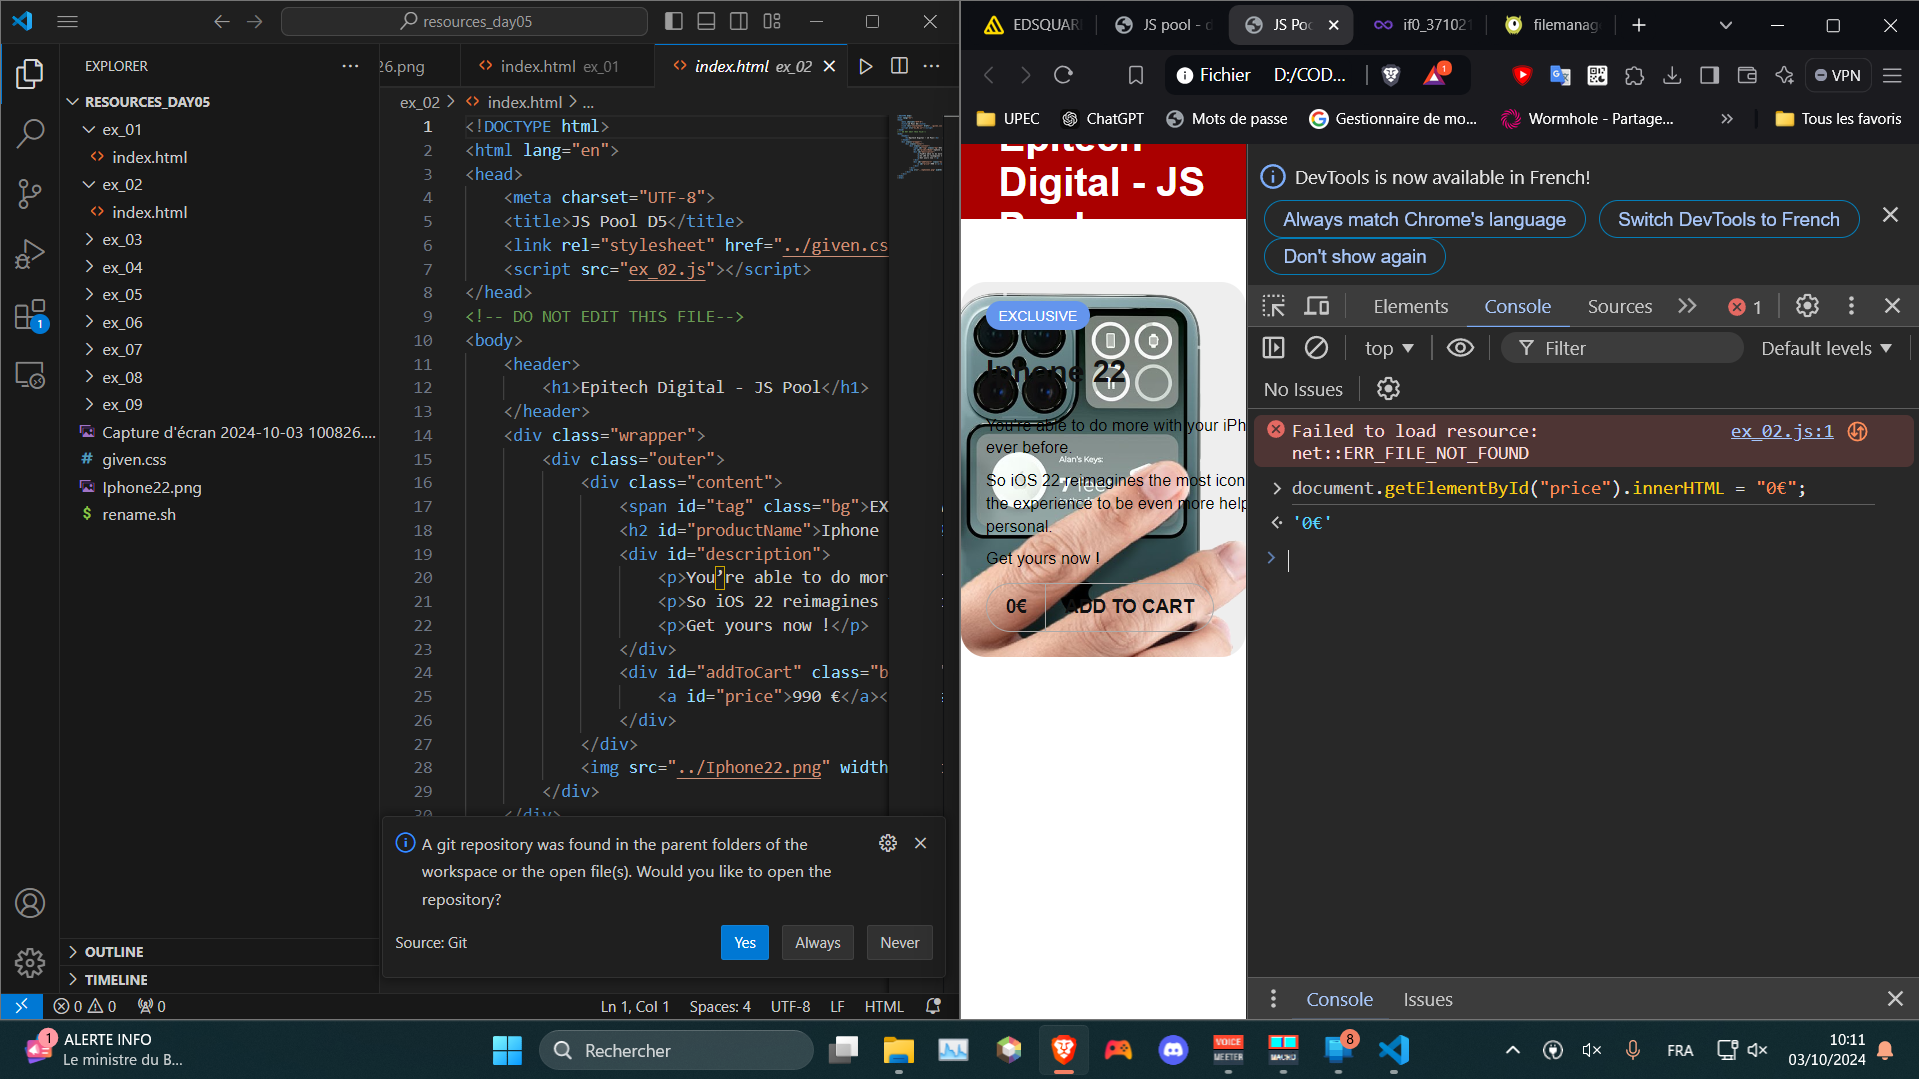 resources_day05
EXPLORER
RESOURCES_DAY05
ex_01
index.html
ex_02
index.html
ex_03
ex_04
ex_05
ex_06
ex_07
ex_08
ex_09
Capture d'écran 2024-10-03 100826....
given.css
Iphone22.png
rename.sh
OUTLINE
TIMELINE
26.png
index.html ex_01
index.html ex_02
ex_02 > index.html > ...
1 <!DOCTYPE html>
2 <html lang="en">
3 <head>
4 <meta charset="UTF-8">
5 <title>JS Pool D5</title>
6 <link rel="stylesheet" href="../given.cs
7 <script src="ex_02.js"></script>
8 </head>
9 <!-- DO NOT EDIT THIS FILE-->
10 <body>
11 <header>
12 <h1>Epitech Digital - JS Pool</h1>
13 </header>
14 <div class="wrapper">
15 <div class="outer">
16 <div class="content">
17 <span id="tag" class="bg">EX
18 <h2 id="productName">Iphone
19 <div id="description">
20 <p>You’re able to do mor
21 <p>So iOS 22 reimagines
22 <p>Get yours now !</p>
23 </div>
24 <div id="addToCart" class="b
25 <a id="price">990 €</a><
26 </div>
27 </div>
28 <img src="../Iphone22.png" width
29 </div>
30 </div>
A git repository was found in the parent folders of the
workspace or the open file(s). Would you like to open the
repository?
Source: Git
Yes
Always
Never
0 0 0
Ln 1, Col 1
Spaces: 4
UTF-8
LF
HTML
EDSQUAR
JS pool - d
JS Po
if0_371021
filemanag
Fichier
D:/COD...
1
VPN
UPEC
ChatGPT
Mots de passe
Gestionnaire de mo...
Wormhole - Partage...
Tous les favoris
Epitech
Digital - JS
Pool
EXCLUSIVE
Iphone 22
You're able to do more with your iPh
ever before.
Alan's Keys:
So iOS 22 reimagines the most icon
the experience to be even more help
personal.
Get yours now !
0€
ADD TO CART
DevTools is now available in French!
Always match Chrome's language
Switch DevTools to French
Don't show again
Elements
Console
Sources
1
top
Filter
Default levels
No Issues
Failed to load resource: ex_02.js:1
net::ERR_FILE_NOT_FOUND
document.getElementById("price").innerHTML = "0€";
'0€'
Console
Issues
1
ALERTE INFO
Le ministre du B...
Rechercher
VOICE
MEETER
MACRO
8
FRA
10:11
03/10/2024